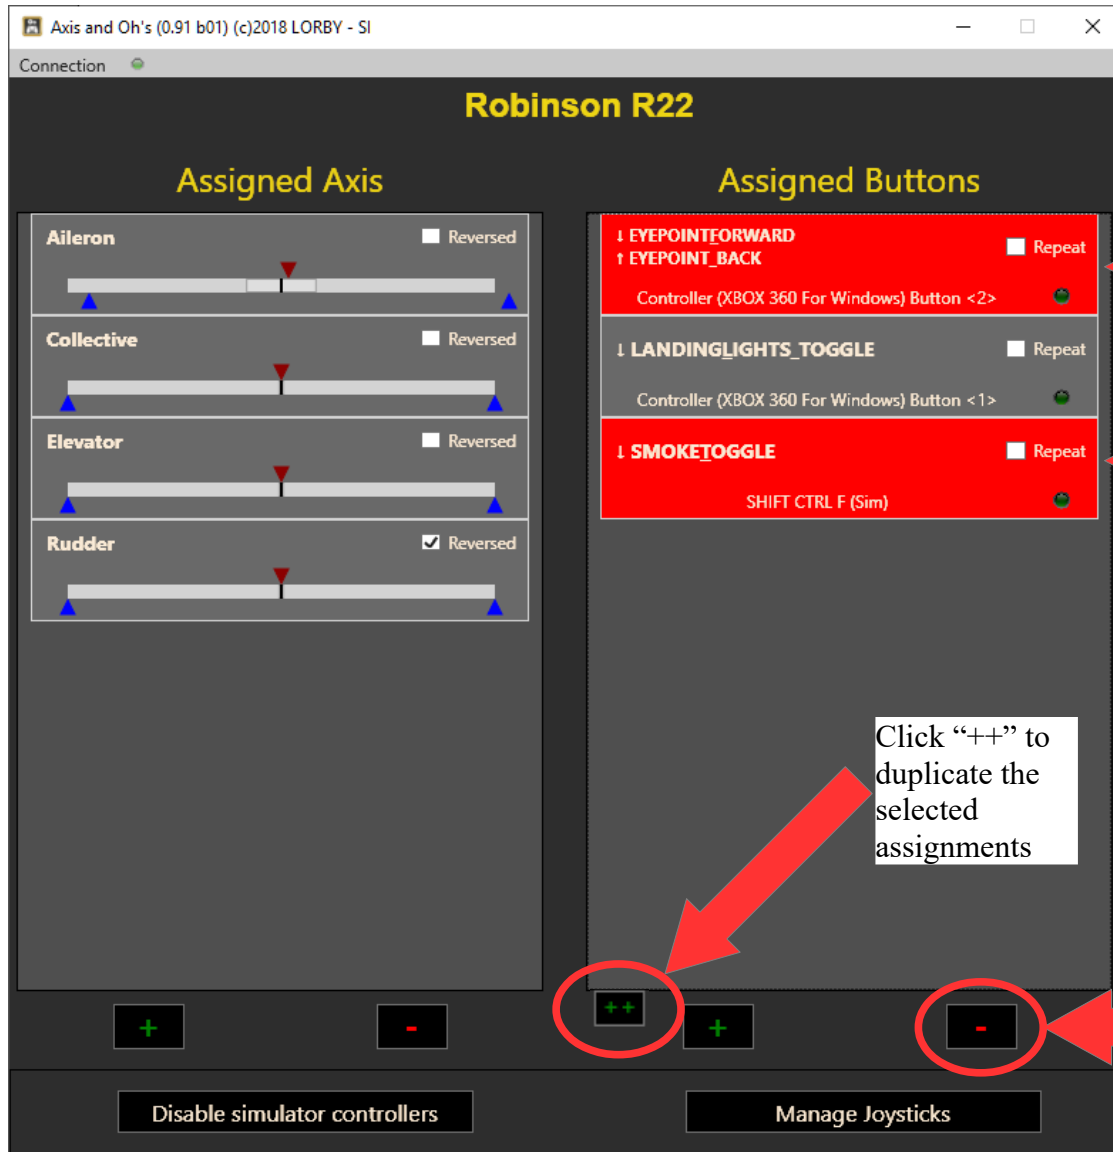 Axis and Oh's (0.91 b01) (c)2018 LORBY - SI
Connection
Robinson R22
Assigned Axis
Aileron
Reversed
Collective
Reversed
Elevator
Reversed
Rudder
Reversed
Assigned Buttons
↓ EYEPOINTFORWARD
↑ EYEPOINT_BACK
Repeat
Controller (XBOX 360 For Windows) Button <2>
↓ LANDINGLIGHTS_TOGGLE
Repeat
Controller (XBOX 360 For Windows) Button <1>
↓ SMOKETOGGLE
Repeat
SHIFT CTRL F (Sim)
Click “++” to
duplicate the
selected
assignments
+
-
++
+
-
Disable simulator controllers
Manage Joysticks